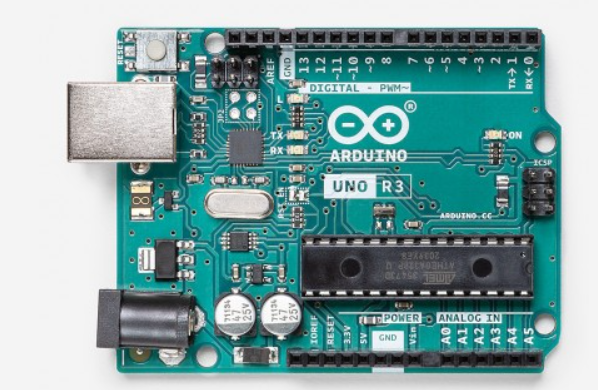 RESET
AREF
GND
13
12
~11
~10
~9
8
7
~6
~5
4
~3
2
TX→1
RX←0
DIGITAL - PWM~
L
TX
RX
®
ARDUINO
ON
ICSP
UNO R3
ARDUINO.CC
ATMEL
47
25V
47
25V
POWER
ANALOG IN
IOREF
RESET
3.3V
5V
GND
Vin
A0
A1
A2
A3
A4
A5